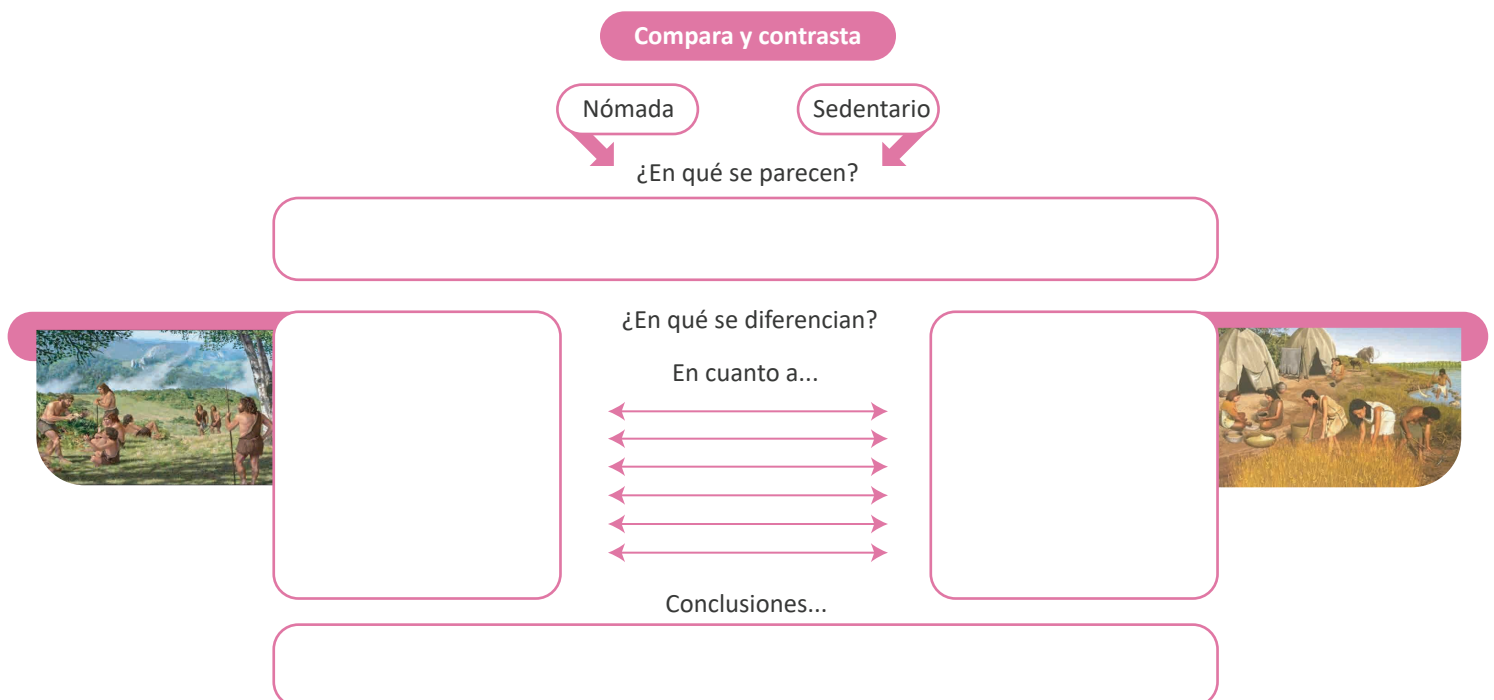 Compara y contrasta
Nómada
Sedentario
¿En qué se parecen?
¿En qué se diferencian?
En cuanto a...
Conclusiones...